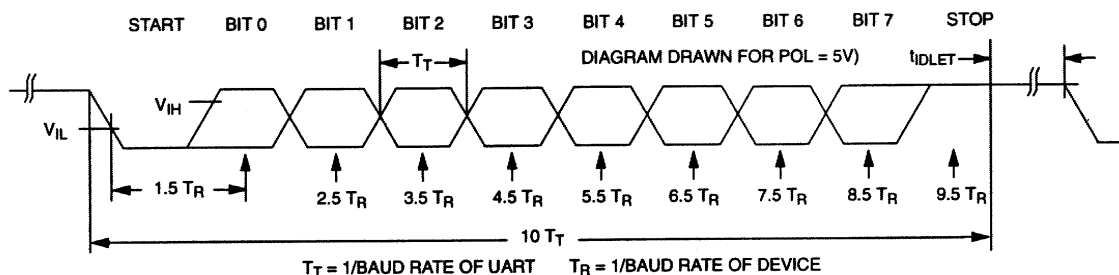 START BIT 0 BIT 1 BIT 2 BIT 3 BIT 4 BIT 5 BIT 6 BIT 7 STOP
T_T DIAGRAM DRAWN FOR POL = 5V) t_IDLET
V_IH
V_IL
1.5 T_R 2.5 T_R 3.5 T_R 4.5 T_R 5.5 T_R 6.5 T_R 7.5 T_R 8.5 T_R 9.5 T_R
10 T_T
T_T = 1/BAUD RATE OF UART T_R = 1/BAUD RATE OF DEVICE